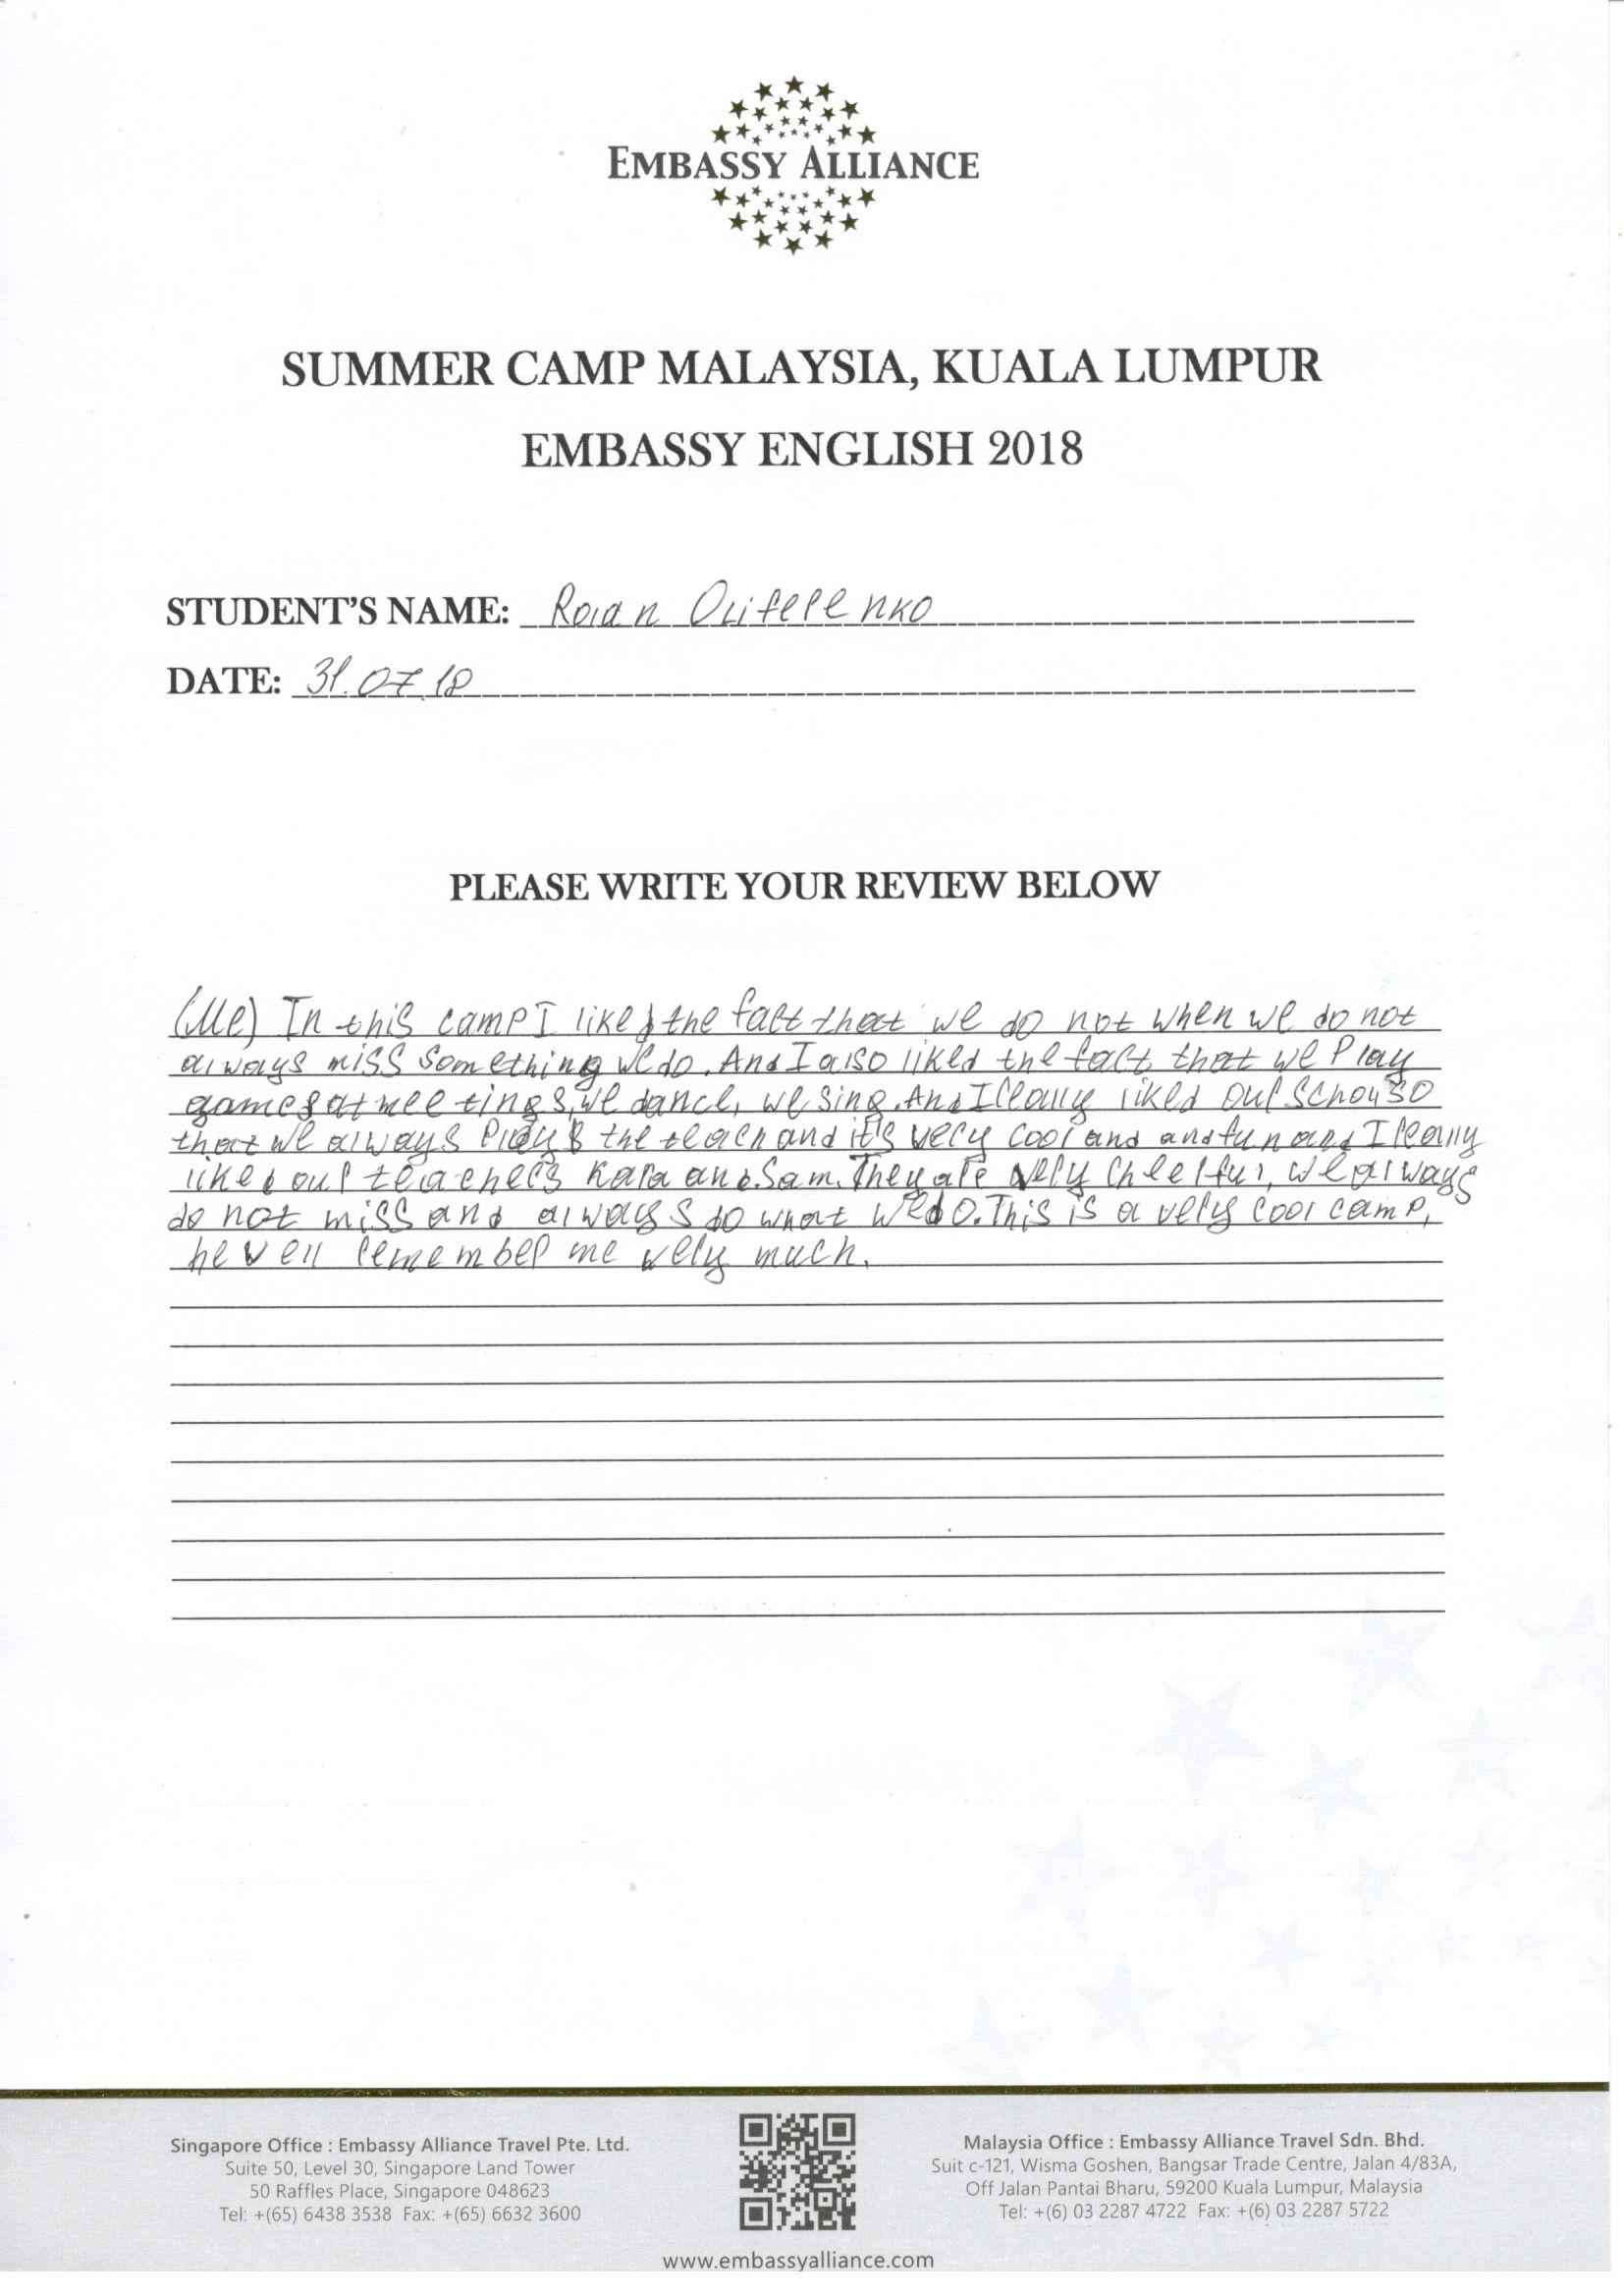 EMBASSY ALLIANCE
SUMMER CAMP MALAYSIA, KUALA LUMPUR
EMBASSY ENGLISH 2018
STUDENT'S NAME:
DATE: 31.07.18
PLEASE WRITE YOUR REVIEW BELOW
(Me) In this camp I liked the fact that we do not when we do not
always miss something we do. And I also liked the fact that we play
games at meetings, we dance, we sing. And I really liked our school so
that we always play the teach and it's very cool and and fun and I really
liked our teachers Kara and Sam. They are very cheerful, we always
do not miss and always do what we do. This is a very cool camp,
he well remember me very much.
Singapore Office : Embassy Alliance Travel Pte. Ltd.
Suite 50, Level 30, Singapore Land Tower
50 Raffles Place, Singapore 048623
Tel: +(65) 6438 3538 Fax: +(65) 6632 3600
Malaysia Office : Embassy Alliance Travel Sdn. Bhd.
Suit c-121, Wisma Goshen, Bangsar Trade Centre, Jalan 4/83A,
Off Jalan Pantai Bharu, 59200 Kuala Lumpur, Malaysia
Tel: +(6) 03 2287 4722 Fax: +(6) 03 2287 5722
www.embassyalliance.com